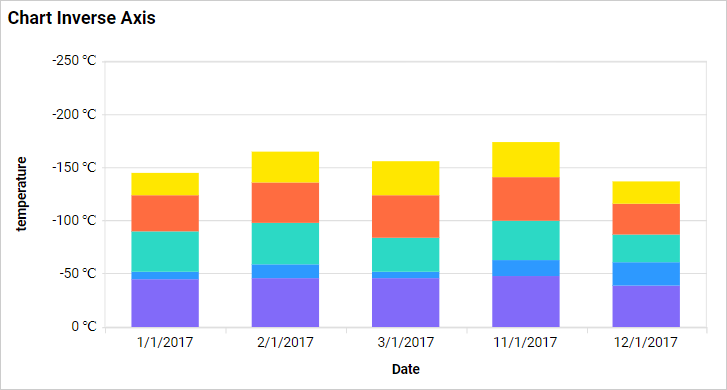 Chart Inverse Axis
-250 °C
-200 °C
-150 °C
-100 °C
-50 °C
0 °C
temperature
1/1/2017 2/1/2017 3/1/2017 11/1/2017 12/1/2017
Date